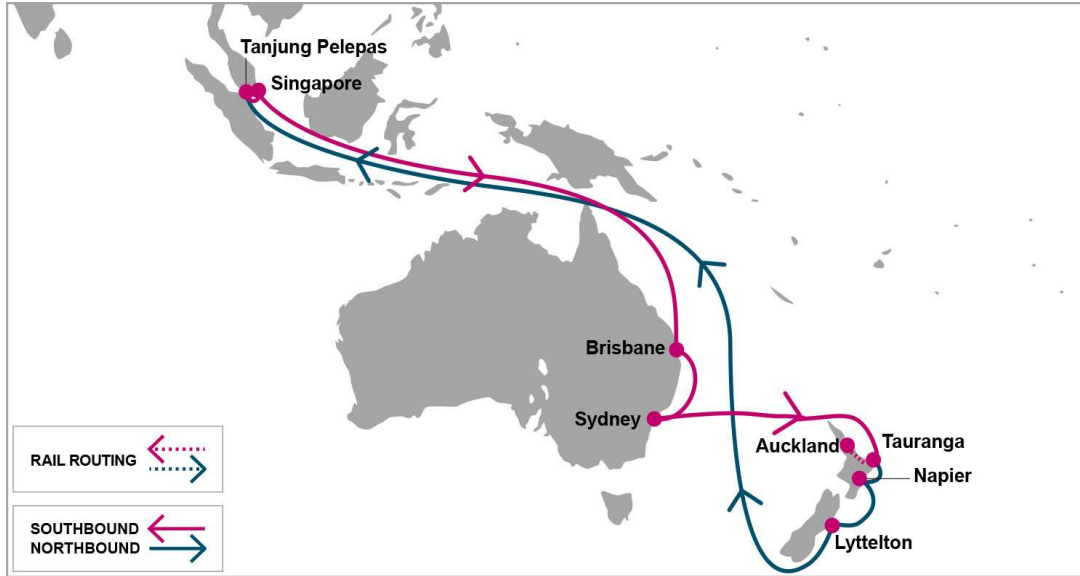 Tanjung Pelepas
Singapore
Brisbane
Sydney
Auckland
Tauranga
Napier
Lyttelton
RAIL ROUTING
SOUTHBOUND
NORTHBOUND